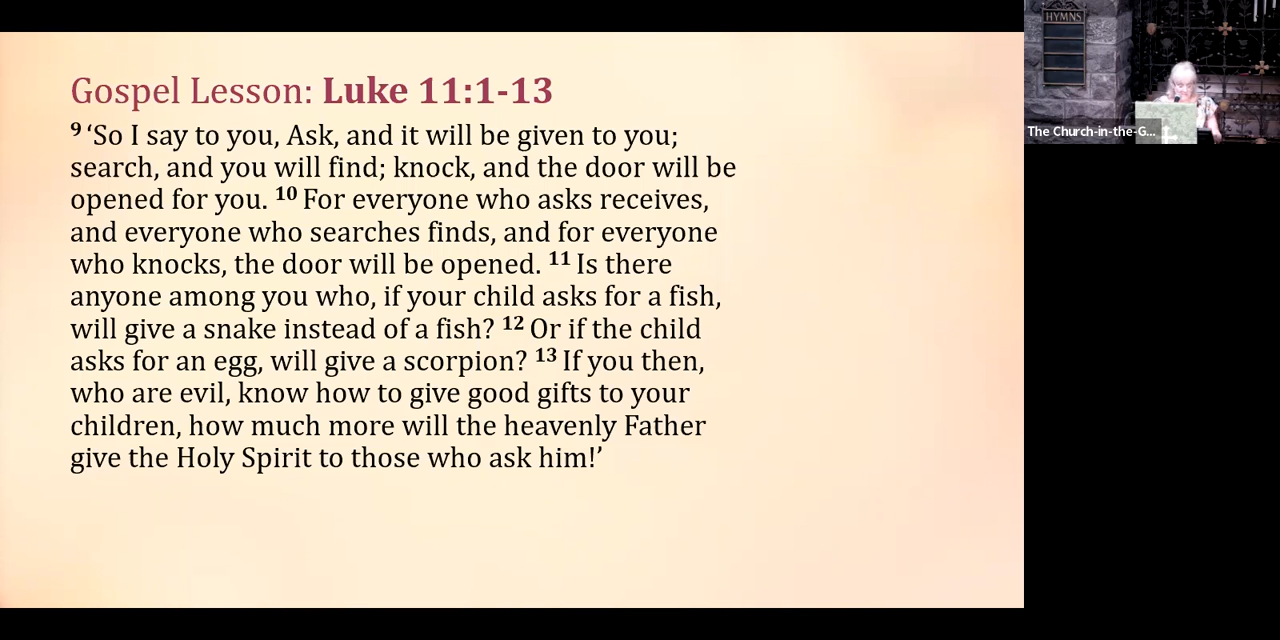 Gospel Lesson: Luke 11:1-13
9 ‘So I say to you, Ask, and it will be given to you;
search, and you will find; knock, and the door will be
opened for you. 10 For everyone who asks receives,
and everyone who searches finds, and for everyone
who knocks, the door will be opened. 11 Is there
anyone among you who, if your child asks for a fish,
will give a snake instead of a fish? 12 Or if the child
asks for an egg, will give a scorpion? 13 If you then,
who are evil, know how to give good gifts to your
children, how much more will the heavenly Father
give the Holy Spirit to those who ask him!’
HYMNS
The Church-in-the-G...